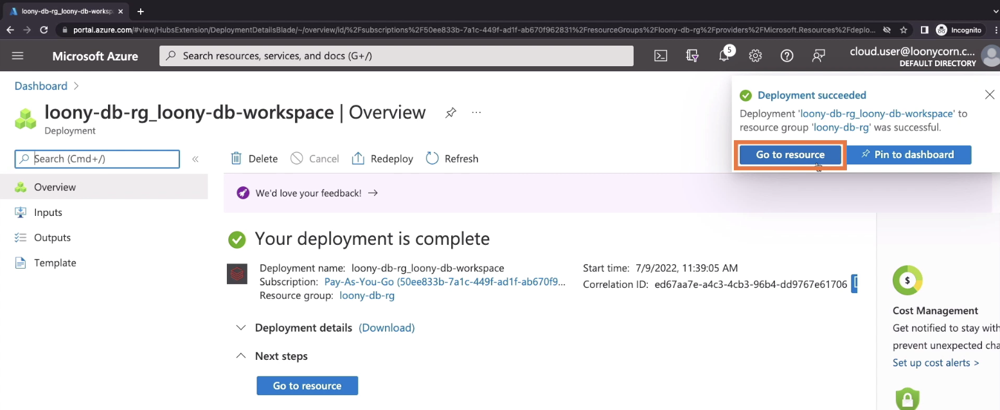 loony-db-rg_loony-db-worksp
portal.azure.com/#view/HubsExtension/DeploymentDetailsBlade/~/overview/id/%2Fsubscriptions%2F50ee833b-7a1c-449f-ad1f-ab670f962831%2FresourceGroups%2Floony-db-rg%2Fproviders%2FMicrosoft.Resources%2Fdeplo...
Incognito
Microsoft Azure
Search resources, services, and docs (G+/)
5
cloud.user@loonycorn.c...
DEFAULT DIRECTORY
Dashboard >
loony-db-rg_loony-db-workspace | Overview
...
Deployment
Deployment succeeded
Deployment 'loony-db-rg_loony-db-workspace' to
resource group 'loony-db-rg' was successful.
Go to resource
Pin to dashboard
Search (Cmd+/)
«
Delete
Cancel
Redeploy
Refresh
Overview
Inputs
Outputs
Template
We'd love your feedback! →
Your deployment is complete
Deployment name: loony-db-rg_loony-db-workspace
Subscription: Pay-As-You-Go (50ee833b-7a1c-449f-ad1f-ab670f9...
Resource group: loony-db-rg
Start time: 7/9/2022, 11:39:05 AM
Correlation ID: ed67aa7e-a4c3-4cb3-96b4-dd9767e61706
Deployment details (Download)
Next steps
Go to resource
$
Cost Management
Get notified to stay with
prevent unexpected cha
Set up cost alerts >